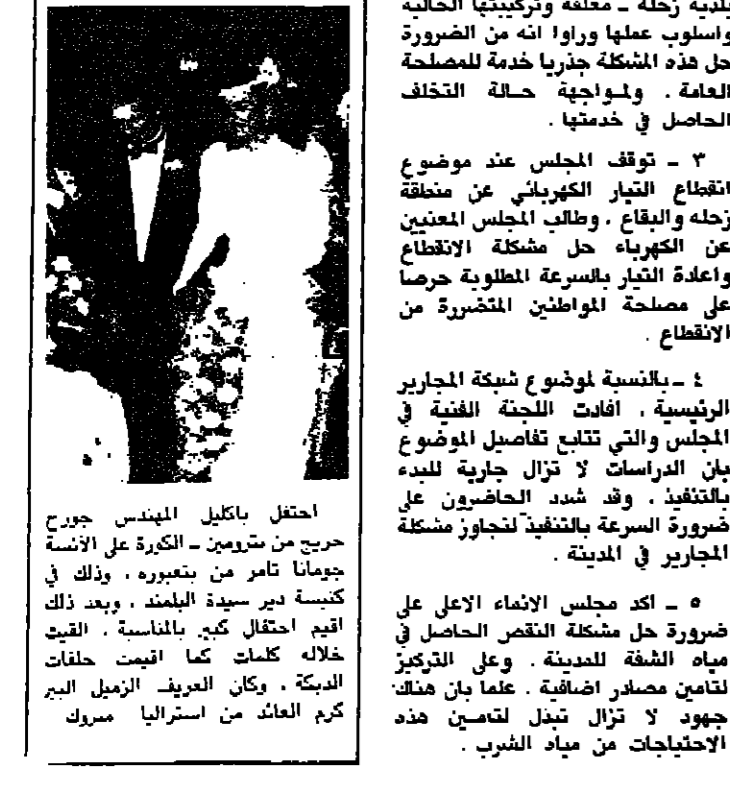 بلدية زحله ـ معلقة وتركيبتها الحالية
واسلوب عملها وراوا انه من الضرورة
حل هذه المشكلة جذريا خدمة للمصلحة
العامة . ولمواجهة حالة التخلف
الحاصل في خدمتها .
٣ ـ توقف المجلس عند موضوع
انقطاع التيار الكهربائي عن منطقة
زحله والبقاع . وطالب المجلس المعنيين
عن الكهرباء حل مشكلة الانقطاع
واعادة التيار بالسرعة المطلوبة حرصا
على مصلحة المواطنين المتضررة من
الانقطاع .
٤ ـ بالنسبة لموضوع شبكة المجارير
الرئيسية . افادت اللجنة الفنية في
المجلس والتي تتابع تفاصيل الموضوع
بان الدراسات لا تزال جارية للبدء
بالتنفيذ . وقد شدد الحاضرون على
ضرورة السرعة بالتنفيذ لتجاوز مشكلة
المجارير في المدينة .
٥ ـ اكد مجلس الانماء الاعلى على
ضرورة حل مشكلة النقص الحاصل في
مياه الشفة للمدينة . وعلى التركيز
لتامين مصادر اضافية . علما بان هناك
جهود لا تزال تبذل لتامين هذه
الاحتياجات من مياه الشرب .
احتفل باكليل المهندس جورج
جريج من بترومين ـ الكورة على الآنسة
جومانا تامر من بتعبوره . وذلك في
كنيسة دير سيدة البلمند . وبعد ذلك
اقيم احتفال كبير بالمناسبة . القيت
خلاله كلمات كما اقيمت حلقات
الدبكة . وكان العريف الزميل البير
كرم العائد من استراليا مبروك